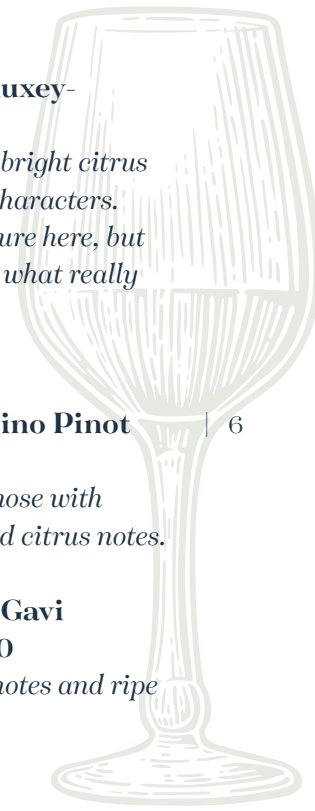 uxey-
bright citrus
haracters.
ure here, but
what really
ino Pinot | 6
nose with
d citrus notes.
Gavi
0
notes and ripe